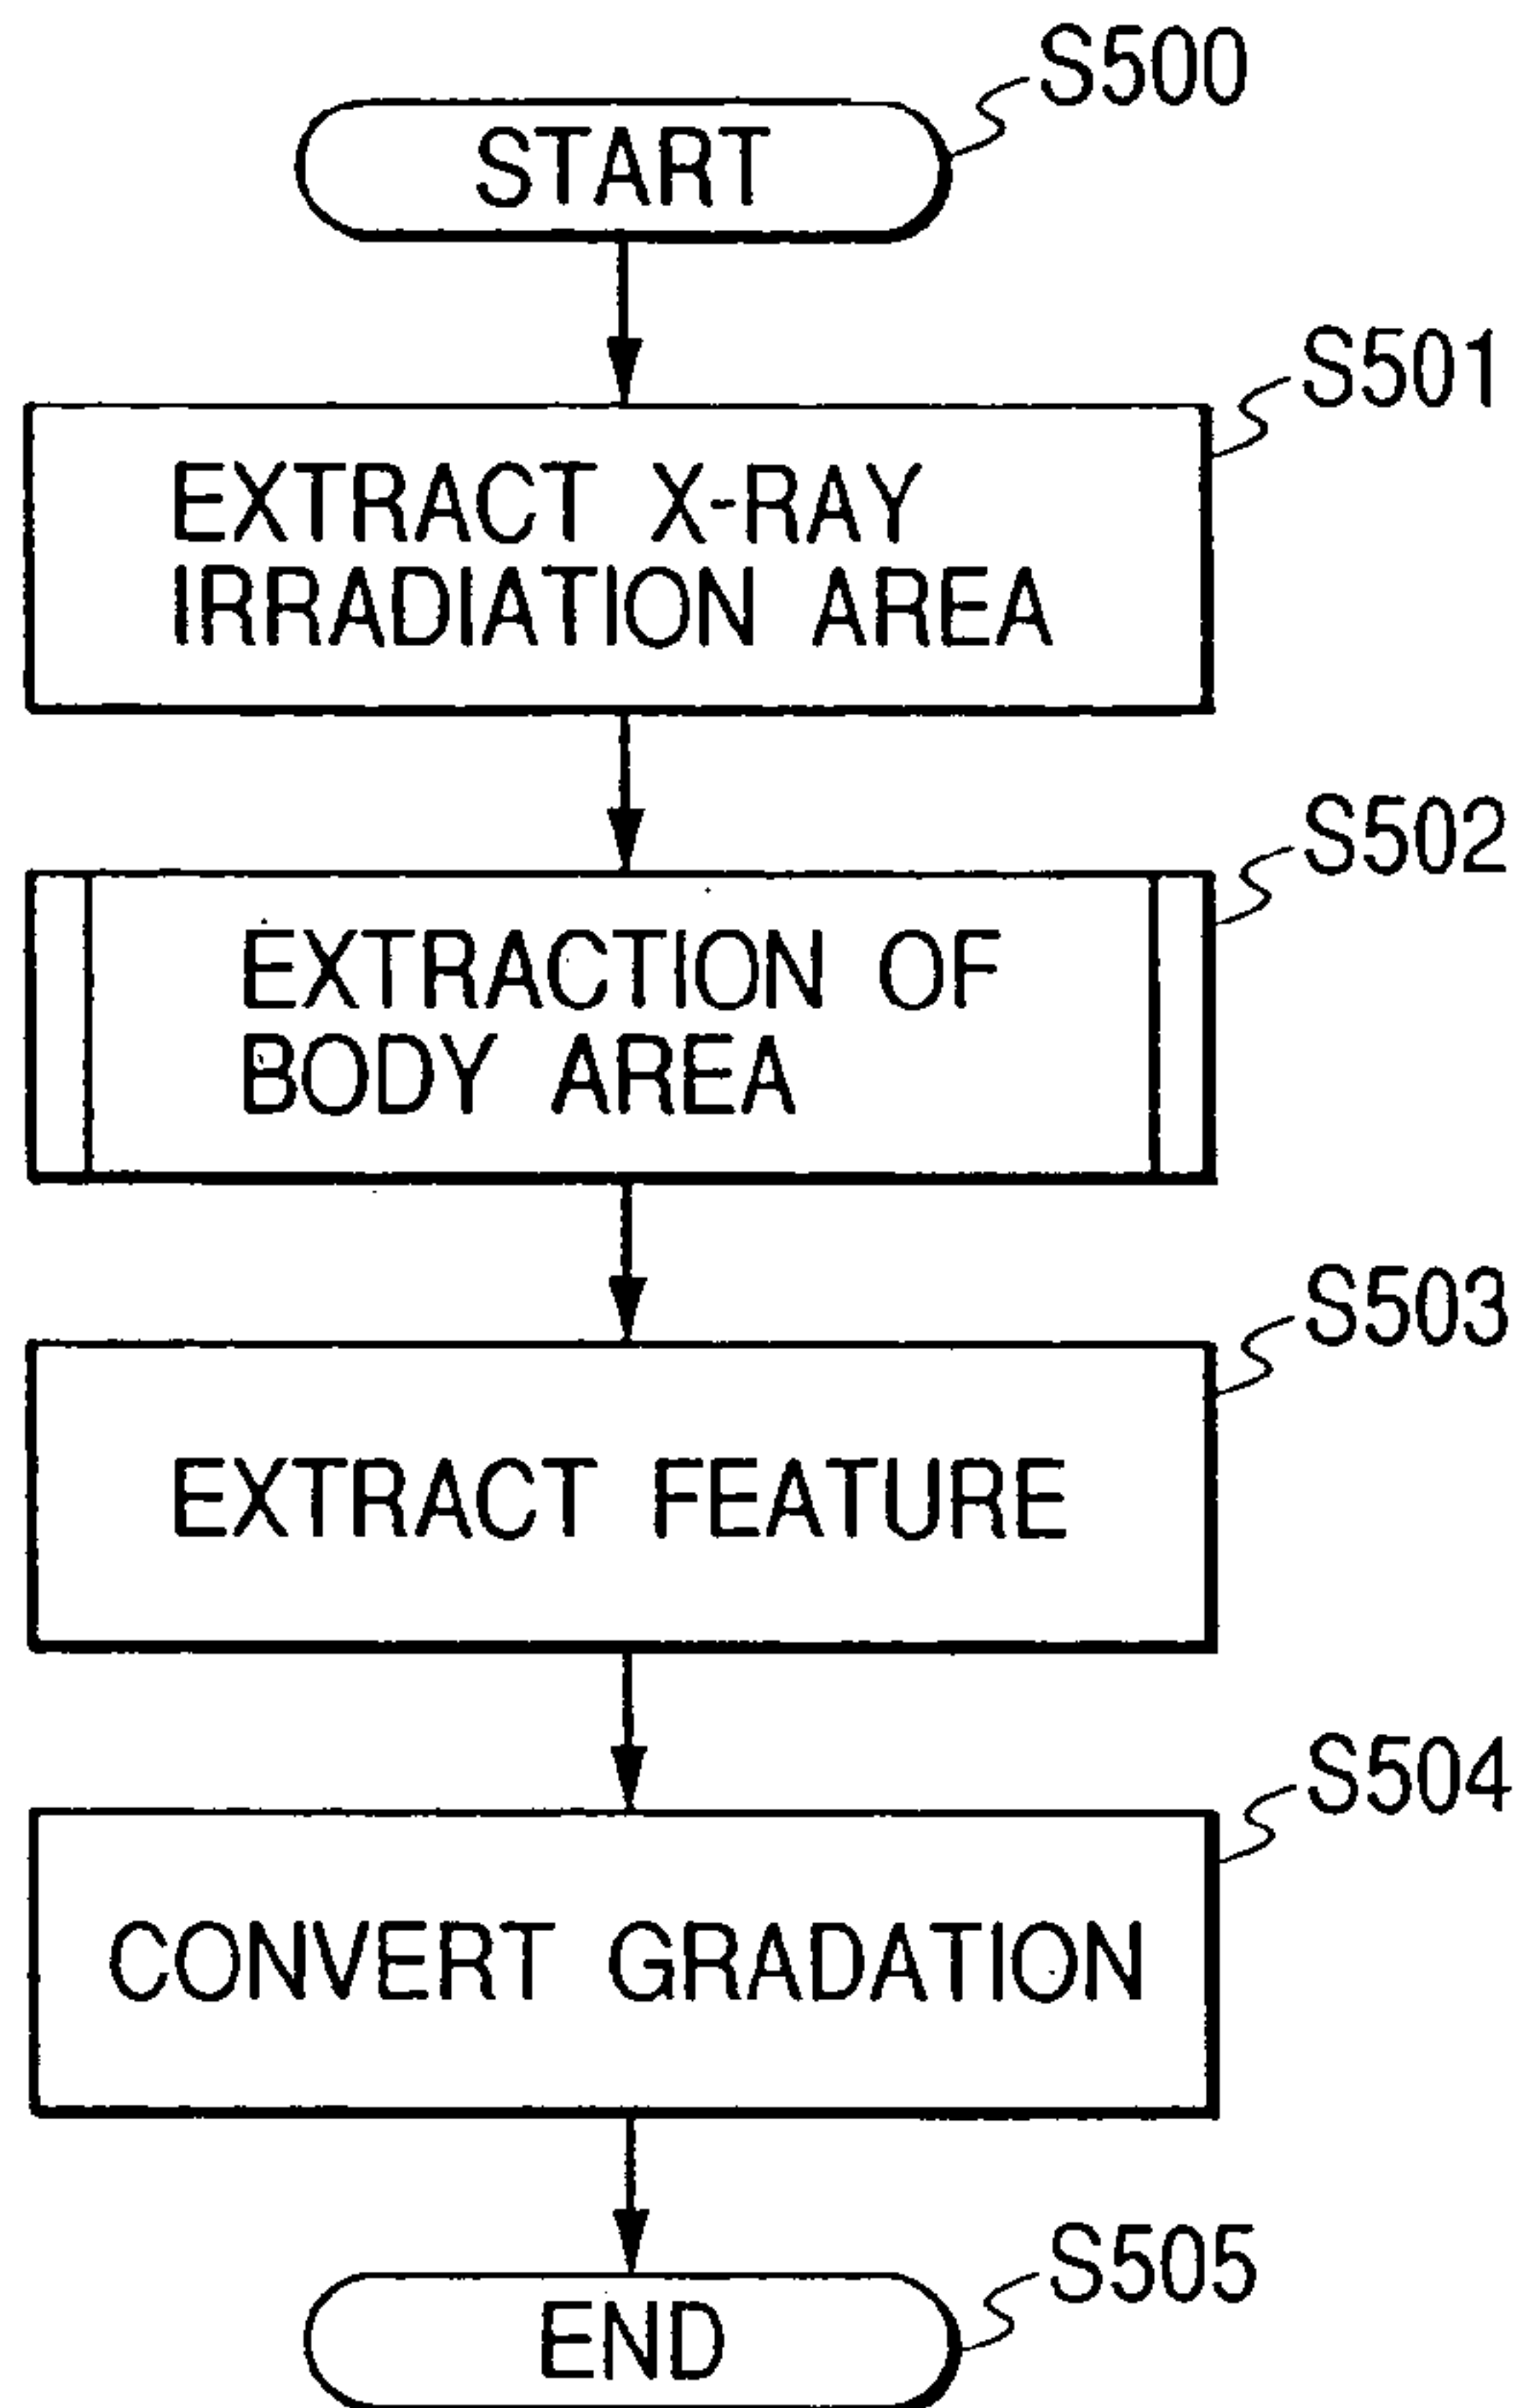 S500
START
S501
EXTRACT X-RAY
IRRADIATION AREA
S502
EXTRACTION OF
BODY AREA
S503
EXTRACT FEATURE
S504
CONVERT GRADATION
S505
END